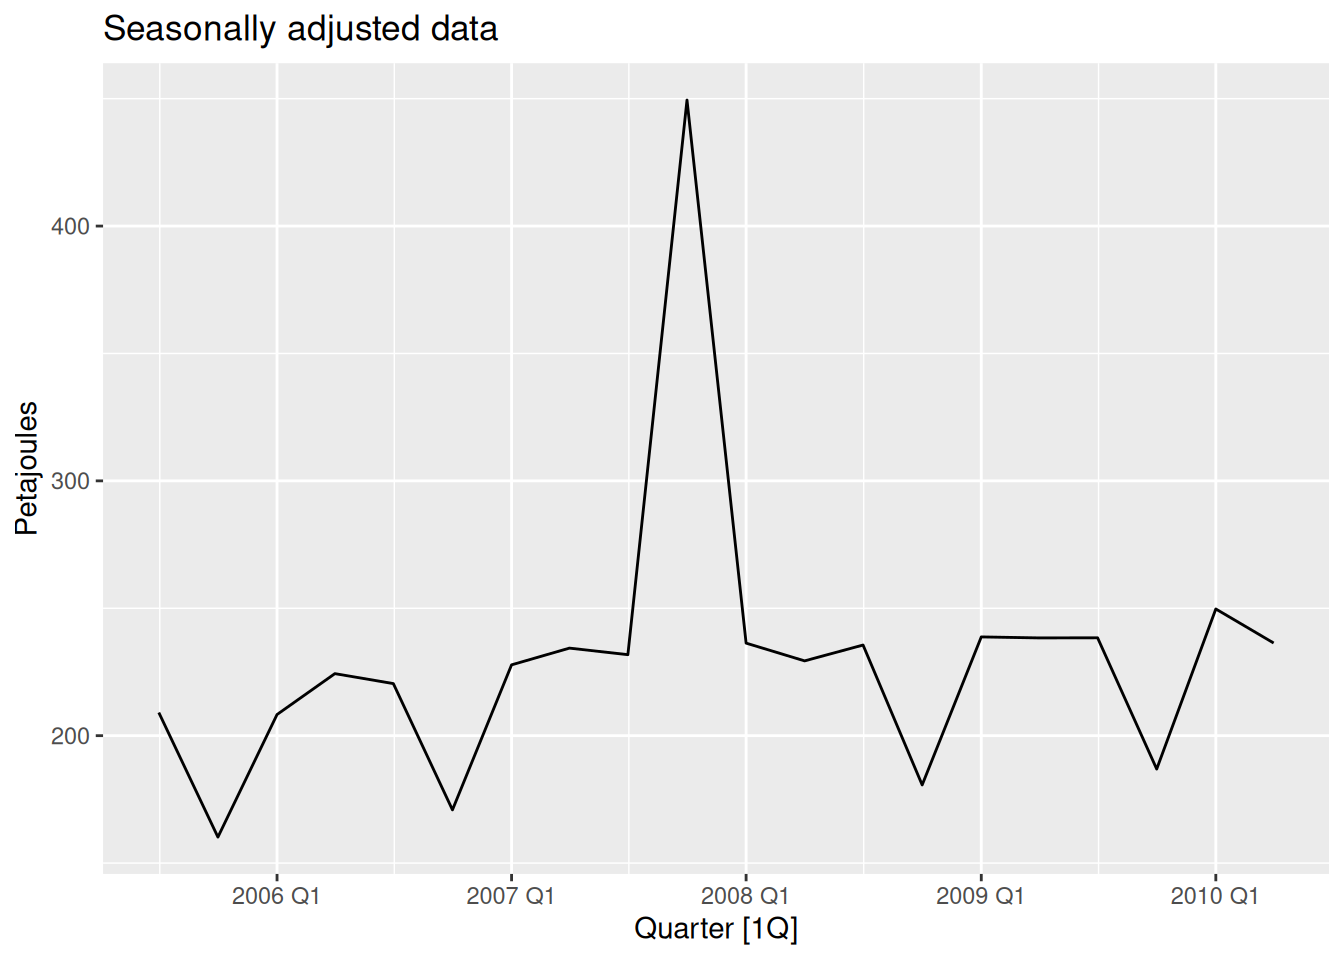 Seasonally adjusted data
Petajoules
400
300
200
2006 Q1 2007 Q1 2008 Q1 2009 Q1 2010 Q1
Quarter [1Q]